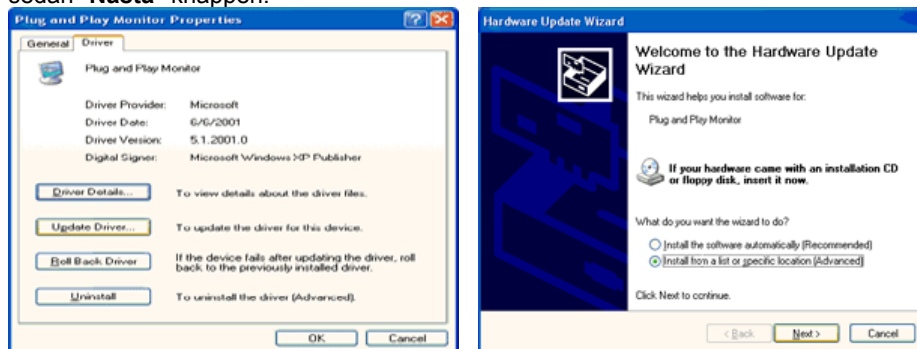 sedan "Nästa" knappen.
Plug and Play Monitor Properties
General Driver
Plug and Play Monitor
Driver Provider: Microsoft
Driver Date: 6/6/2001
Driver Version: 5.1.2001.0
Digital Signer: Microsoft Windows XP Publisher
Driver Details... To view details about the driver files.
Update Driver... To update the driver for this device.
Roll Back Driver If the device fails after updating the driver, roll
back to the previously installed driver.
Uninstall To uninstall the driver (Advanced).
OK Cancel
Hardware Update Wizard
Welcome to the Hardware Update
Wizard
This wizard helps you install software for:
Plug and Play Monitor
If your hardware came with an installation CD
or floppy disk, insert it now.
What do you want the wizard to do?
Install the software automatically (Recommended)
Install from a list or specific location (Advanced)
Click Next to continue.
< Back Next > Cancel